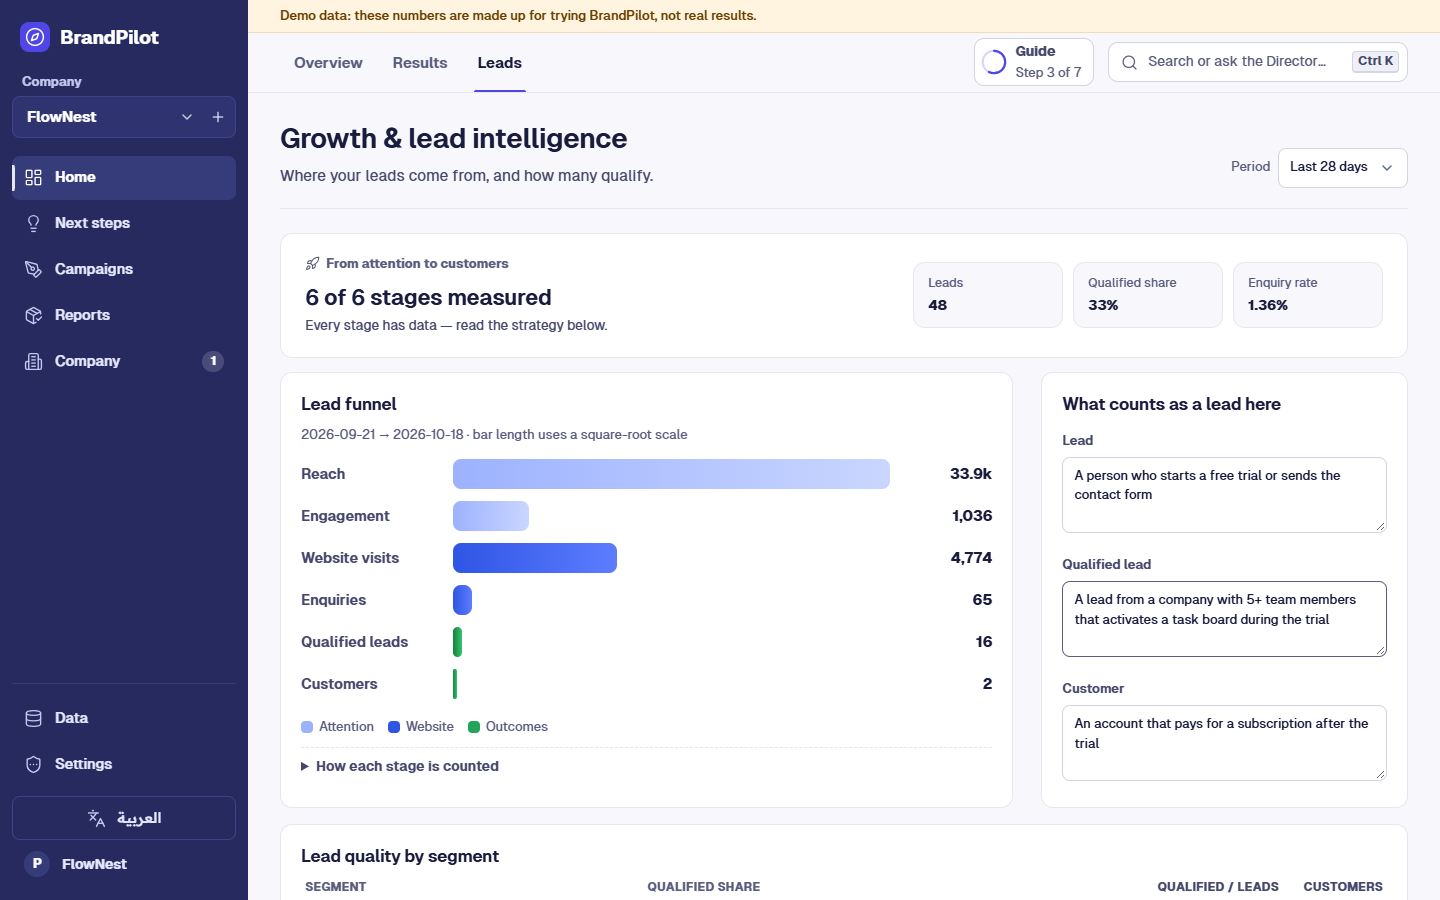 BrandPilot
Company
FlowNest
Home
Next steps
Campaigns
Reports
Company
1
Data
Settings
العربية
P
FlowNest
Demo data: these numbers are made up for trying BrandPilot, not real results.
Overview
Results
Leads
Guide
Step 3 of 7
Search or ask the Director...
Ctrl K
Growth & lead intelligence
Where your leads come from, and how many qualify.
Period
Last 28 days
From attention to customers
6 of 6 stages measured
Every stage has data — read the strategy below.
Leads
48
Qualified share
33%
Enquiry rate
1.36%
Lead funnel
2026-09-21 → 2026-10-18 · bar length uses a square-root scale
Reach 33.9k
Engagement 1,036
Website visits 4,774
Enquiries 65
Qualified leads 16
Customers 2
Attention Website Outcomes
How each stage is counted
What counts as a lead here
Lead
A person who starts a free trial or sends the
contact form
Qualified lead
A lead from a company with 5+ team members
that activates a task board during the trial
Customer
An account that pays for a subscription after the
trial
Lead quality by segment
SEGMENT QUALIFIED SHARE QUALIFIED / LEADS CUSTOMERS